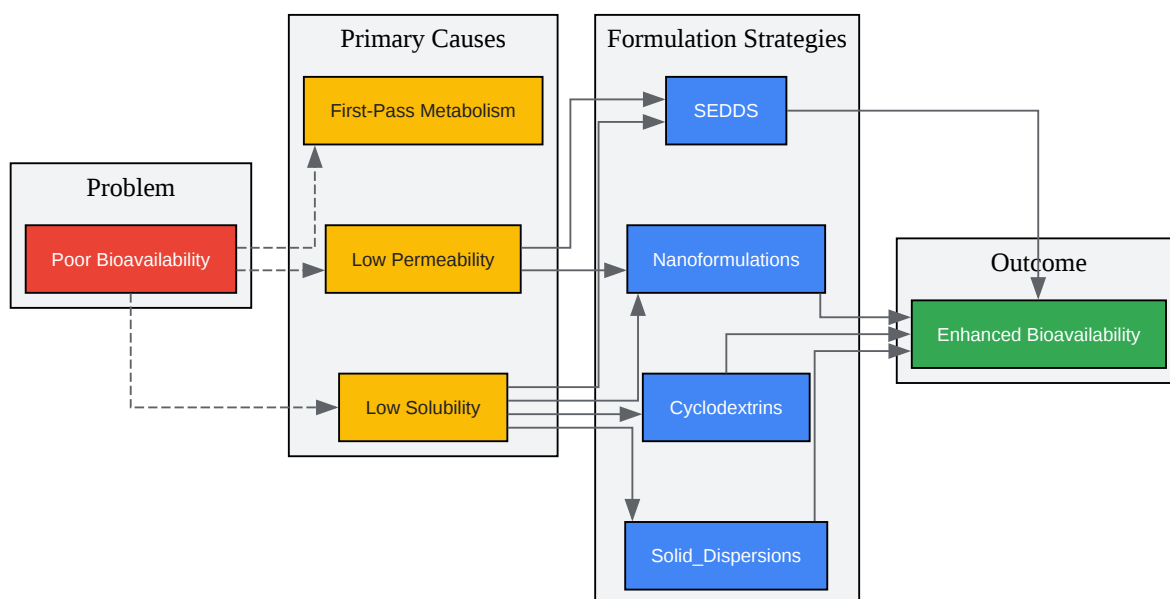 Problem
Poor Bioavailability
Primary Causes
First-Pass Metabolism
Low Permeability
Low Solubility
Formulation Strategies
SEDDS
Nanoformulations
Cyclodextrins
Solid_Dispersions
Outcome
Enhanced Bioavailability